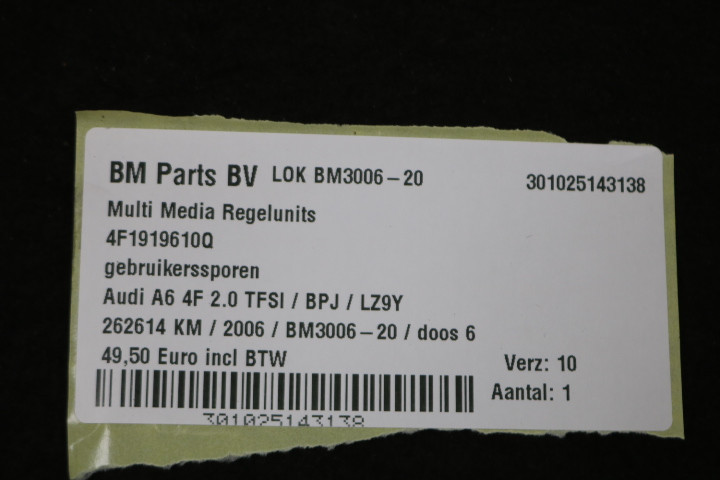 BM Parts BV LOK BM3006-20 301025143138
Multi Media Regelunits
4F1919610Q
gebruikerssporen
Audi A6 4F 2.0 TFSI / BPJ / LZ9Y
262614 KM / 2006 / BM3006-20 / doos 6
49,50 Euro incl BTW Verz: 10
Aantal: 1
301025143138